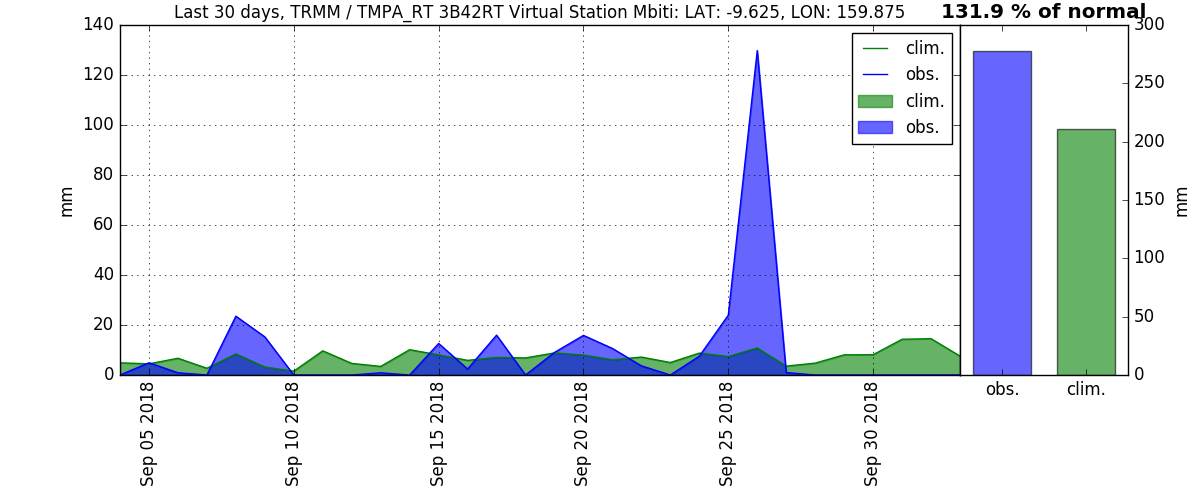 Last 30 days, TRMM / TMPA_RT 3B42RT Virtual Station Mbiti: LAT: -9.625, LON: 159.875
131.9 % of normal
140
120
100
80
60
40
20
0
mm
clim.
obs.
clim.
obs.
Sep 05 2018
Sep 10 2018
Sep 15 2018
Sep 20 2018
Sep 25 2018
Sep 30 2018
300
250
200
150
100
50
0
mm
obs.
clim.